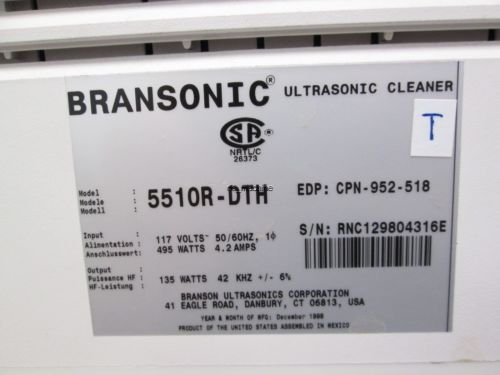 BRANSONIC® ULTRASONIC CLEANER
T
CSA
NRTL/C
26373
Model :
Modele : 5510R-DTH EDP: CPN-952-518
Modell :
S/N: RNC129804316E
Input : 117 VOLTS~ 50/60HZ, 1ϕ
Alimentation : 495 WATTS 4.2 AMPS
Anschlusswert:
Output :
Puissance HF : 135 WATTS 42 KHZ +/- 6%
HF-Leistung :
BRANSON ULTRASONICS CORPORATION
41 EAGLE ROAD, DANBURY, CT 06813, USA
YEAR & MONTH OF MFG: December 1998
PRODUCT OF THE UNITED STATES ASSEMBLED IN MEXICO